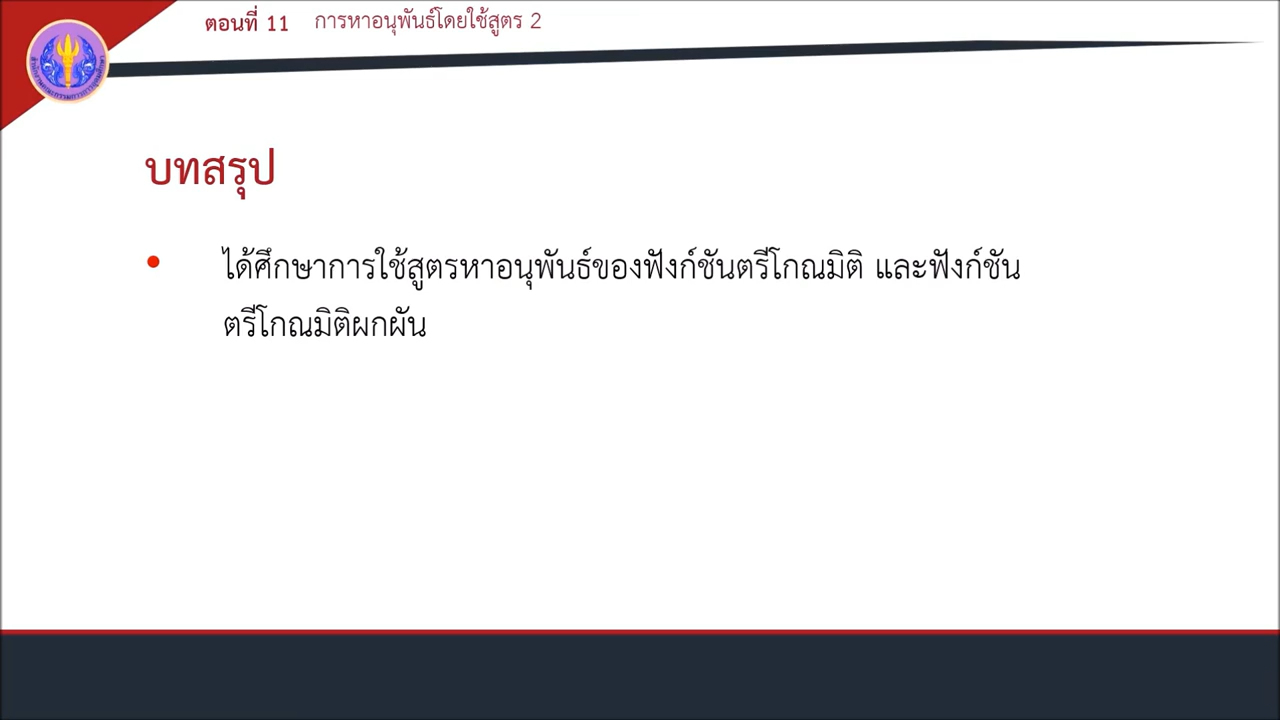 ตอนที่ 11 การหาอนุพันธ์โดยใช้สูตร 2
บทสรุป
• ได้ศึกษาการใช้สูตรหาอนุพันธ์ของฟังก์ชันตรีโกณมิติ และฟังก์ชัน
ตรีโกณมิติผกผัน